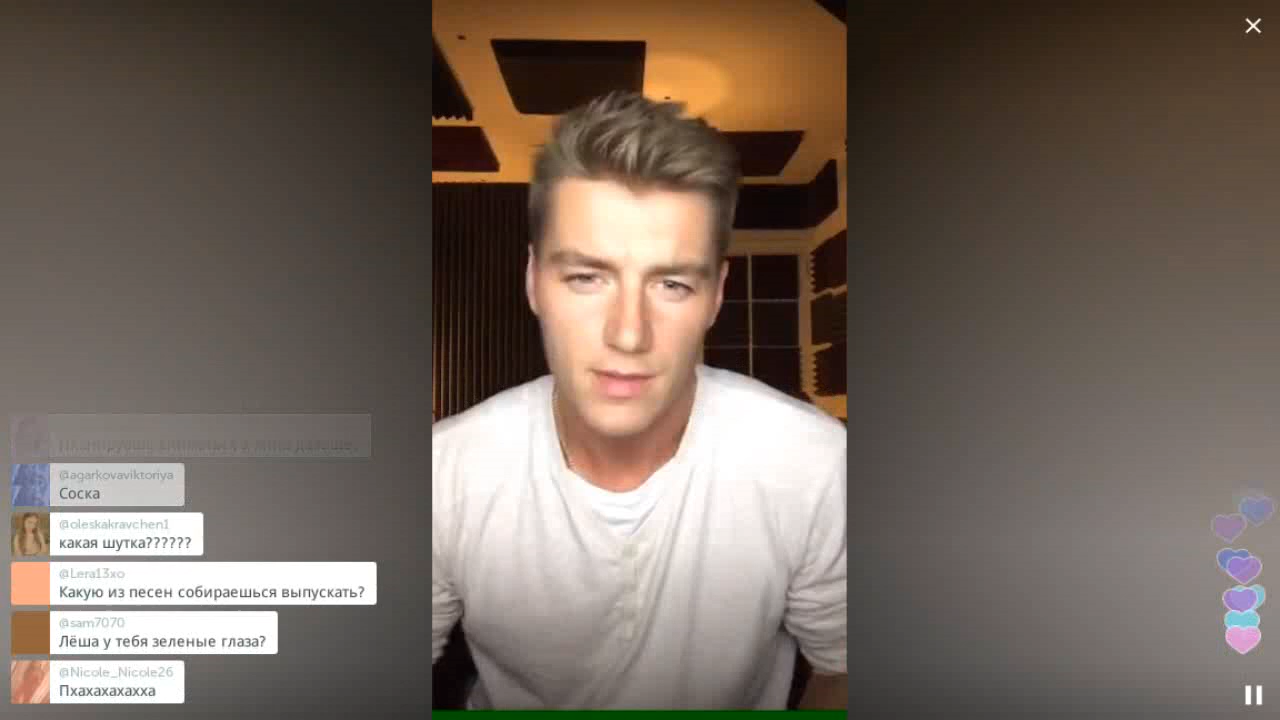 @agarkovaviktoriya
Соска
@oleskakravchen1
какая шутка??????
@Lera13xo
Какую из песен собираешься выпускать?
@sam7070
Лёша у тебя зеленые глаза?
@Nicole_Nicole26
Пхахахахахха